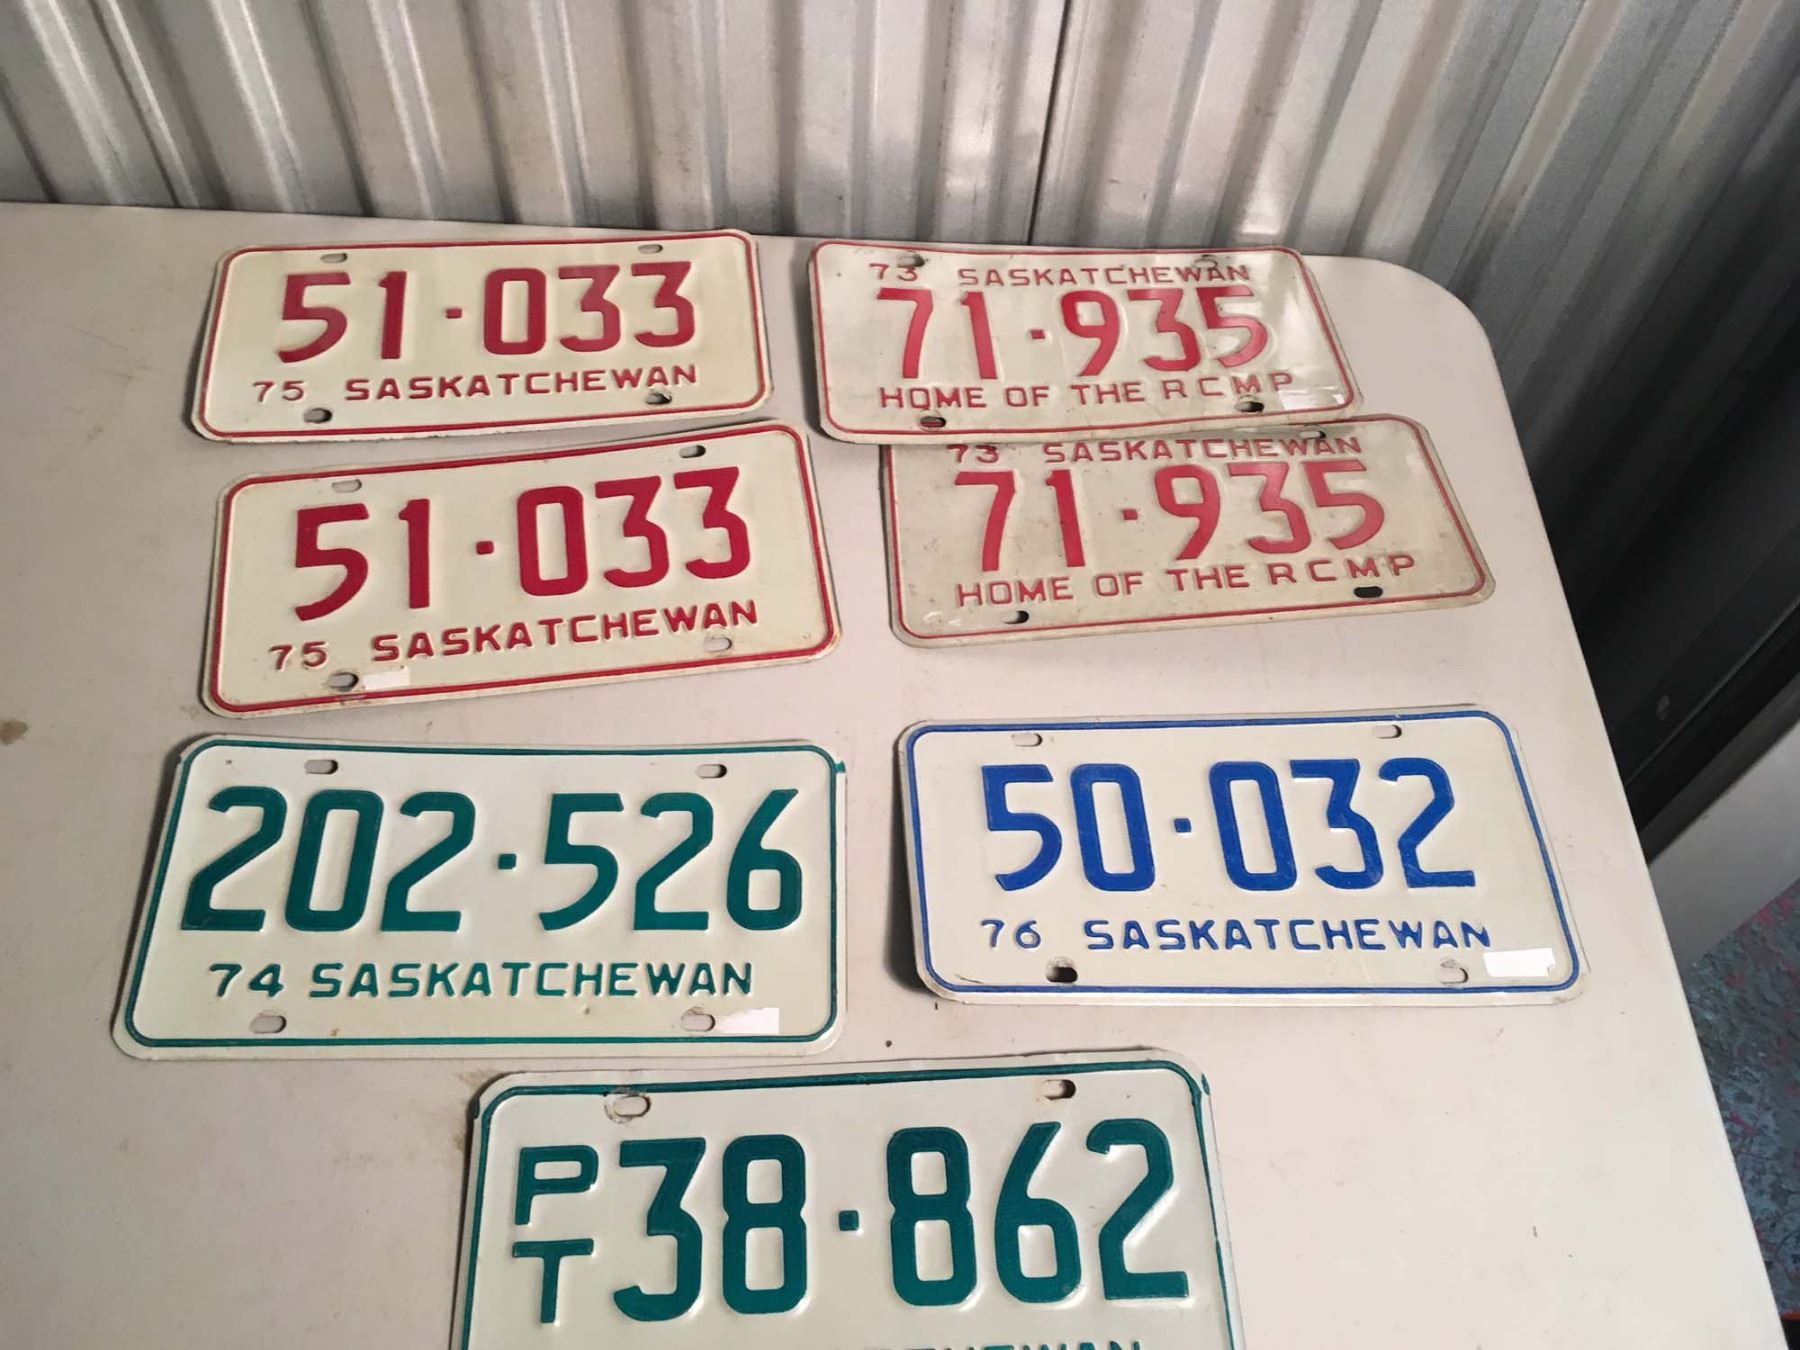 51·033
75 SASKATCHEWAN
73 SASKATCHEWAN
71·935
HOME OF THE RCMP
51·033
75 SASKATCHEWAN
73 SASKATCHEWAN
71·935
HOME OF THE RCMP
202·526
74 SASKATCHEWAN
50·032
76 SASKATCHEWAN
PT 38·862